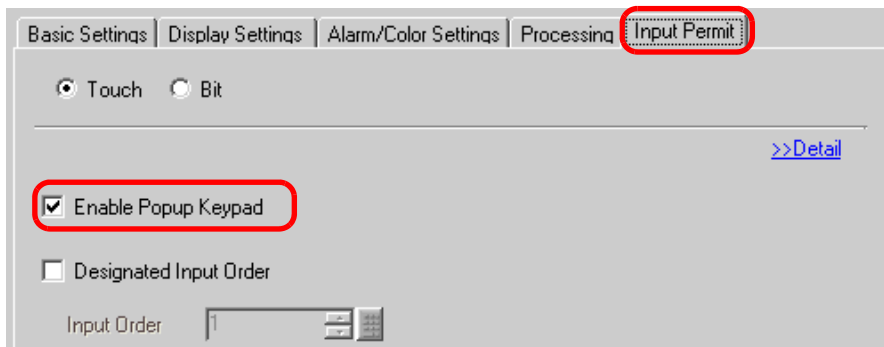 Basic Settings Display Settings Alarm/Color Settings Processing Input Permit
Touch Bit
>>Detail
Enable Popup Keypad
Designated Input Order
Input Order 1